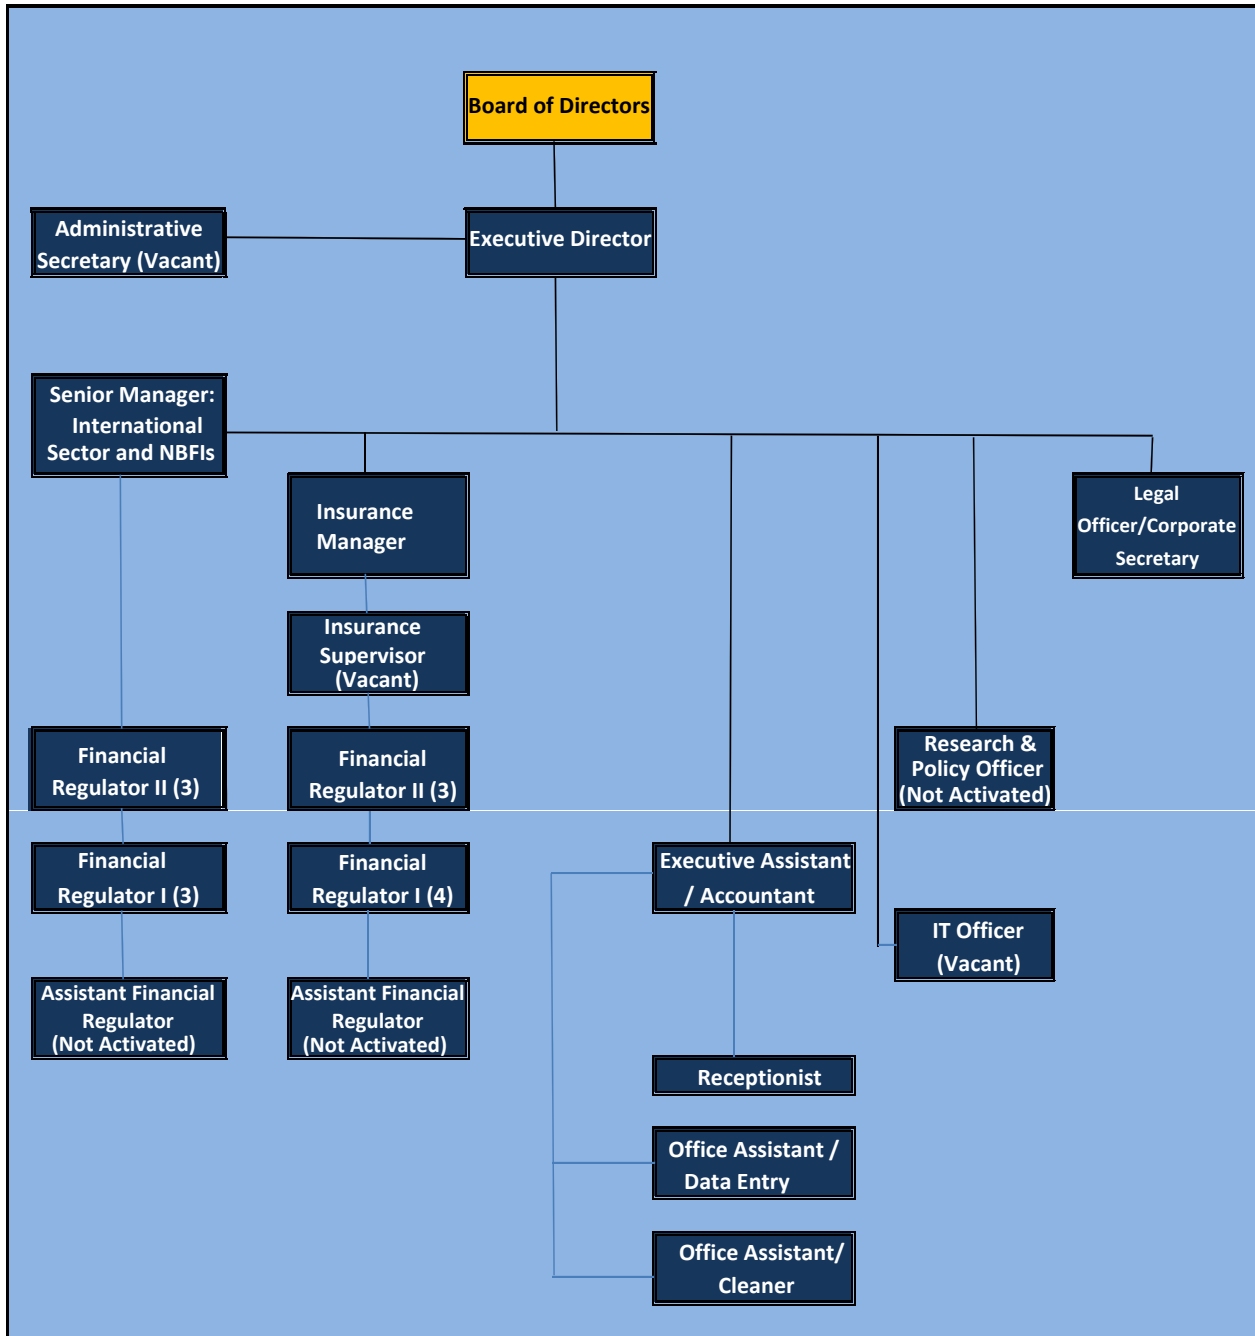 Board of Directors
Administrative
Secretary (Vacant)
Executive Director
Senior Manager:
International
Sector and NBFIs
Insurance
Manager
Legal
Officer/Corporate
Secretary
Insurance
Supervisor
(Vacant)
Financial
Regulator II (3)
Financial
Regulator II (3)
Research &
Policy Officer
(Not Activated)
Financial
Regulator I (3)
Financial
Regulator I (4)
Executive Assistant
/ Accountant
IT Officer
(Vacant)
Assistant Financial
Regulator
(Not Activated)
Assistant Financial
Regulator
(Not Activated)
Receptionist
Office Assistant /
Data Entry
Office Assistant/
Cleaner